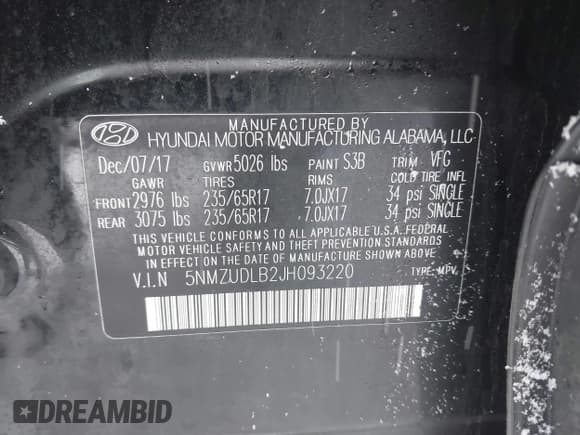 MANUFACTURED BY
HYUNDAI MOTOR MANUFACTURING ALABAMA, LLC
Dec/07/17 GVWR 5026 lbs PAINT S3B TRIM VFG
GAWR TIRES RIMS COLD TIRE INFL
FRONT 2976 lbs 235/65R17 7.0JX17 34 psi SINGLE
REAR 3075 lbs 235/65R17 7.0JX17 34 psi SINGLE
THIS VEHICLE CONFORMS TO ALL APPLICABLE U.S.A. FEDERAL
MOTOR VEHICLE SAFETY, BUMPER, AND THEFT PREVENTION STANDARDS
IN EFFECT ON THE DATE OF MANUFACTURE SHOWN ABOVE.
V.I.N 5NMZUDLB2JH093220 TYPE: MPV
DREAMBID